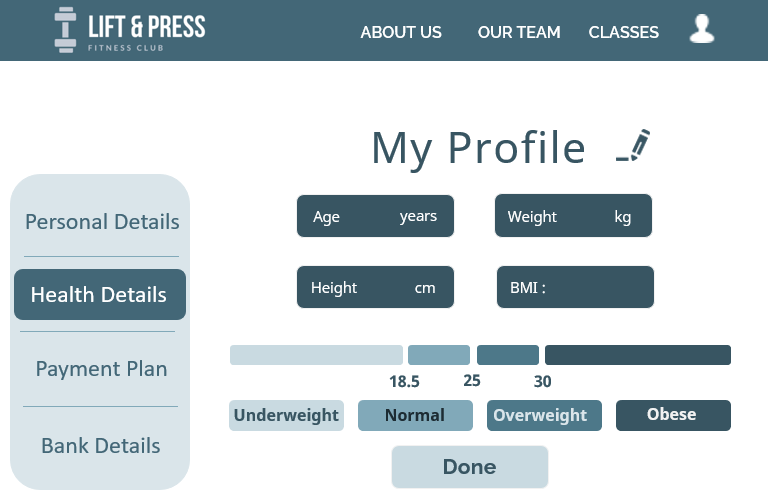 LIFT & PRESS
FITNESS CLUB
ABOUT US OUR TEAM CLASSES
My Profile
Personal Details
Health Details
Payment Plan
Bank Details
Age years
Weight kg
Height cm
BMI :
18.5 25 30
Underweight Normal Overweight Obese
Done